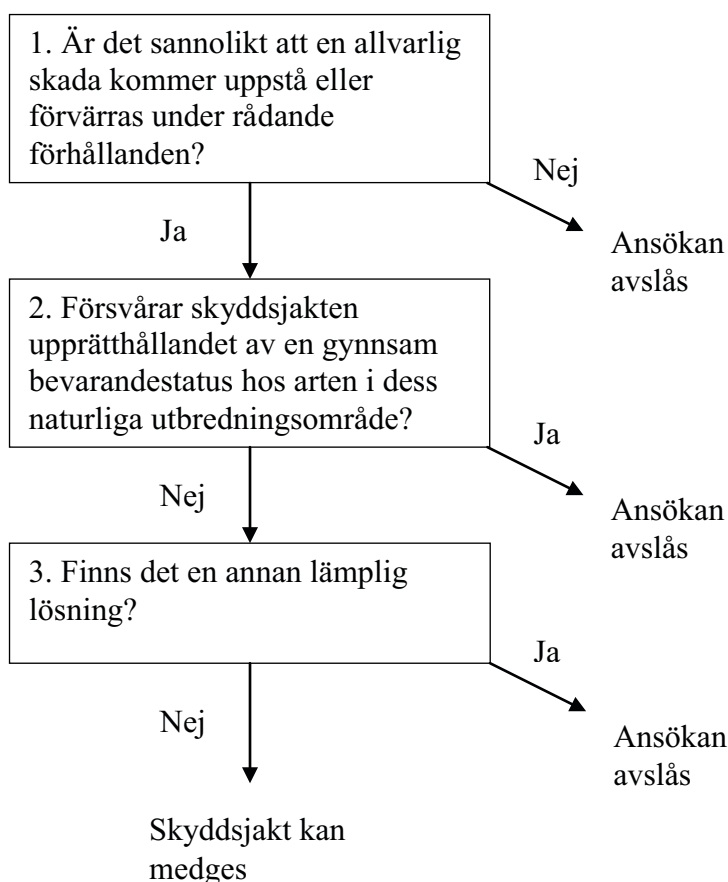 1. Är det sannolikt att en allvarlig
skada kommer uppstå eller
förvärras under rådande
förhållanden?
Nej
Ja
Ansökan
avslås
2. Försvårar skyddsjakten
upprätthållandet av en gynnsam
bevarandestatus hos arten i dess
naturliga utbredningsområde?
Ja
Nej
Ansökan
avslås
3. Finns det en annan lämplig
lösning?
Ja
Nej
Ansökan
avslås
Skyddsjakt kan
medges